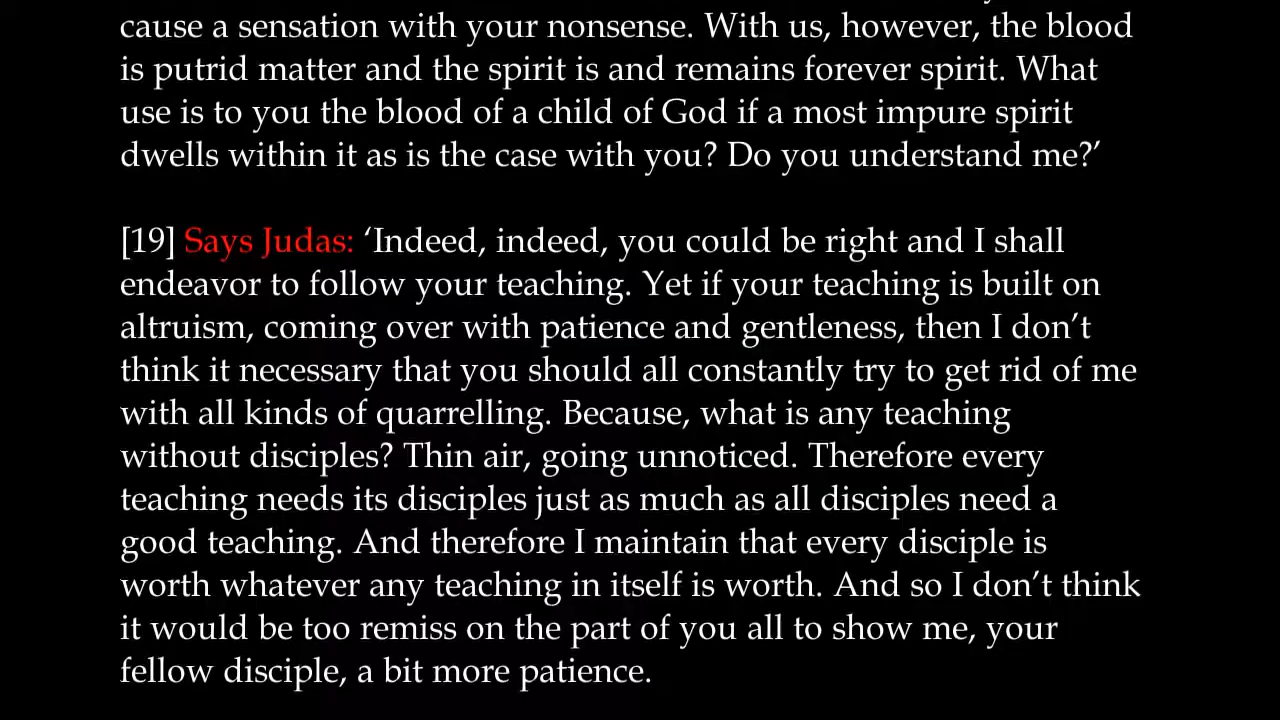 cause a sensation with your nonsense. With us, however, the blood
is putrid matter and the spirit is and remains forever spirit. What
use is to you the blood of a child of God if a most impure spirit
dwells within it as is the case with you? Do you understand me?’
[19] Says Judas: ‘Indeed, indeed, you could be right and I shall
endeavor to follow your teaching. Yet if your teaching is built on
altruism, coming over with patience and gentleness, then I don’t
think it necessary that you should all constantly try to get rid of me
with all kinds of quarrelling. Because, what is any teaching
without disciples? Thin air, going unnoticed. Therefore every
teaching needs its disciples just as much as all disciples need a
good teaching. And therefore I maintain that every disciple is
worth whatever any teaching in itself is worth. And so I don’t think
it would be too remiss on the part of you all to show me, your
fellow disciple, a bit more patience.